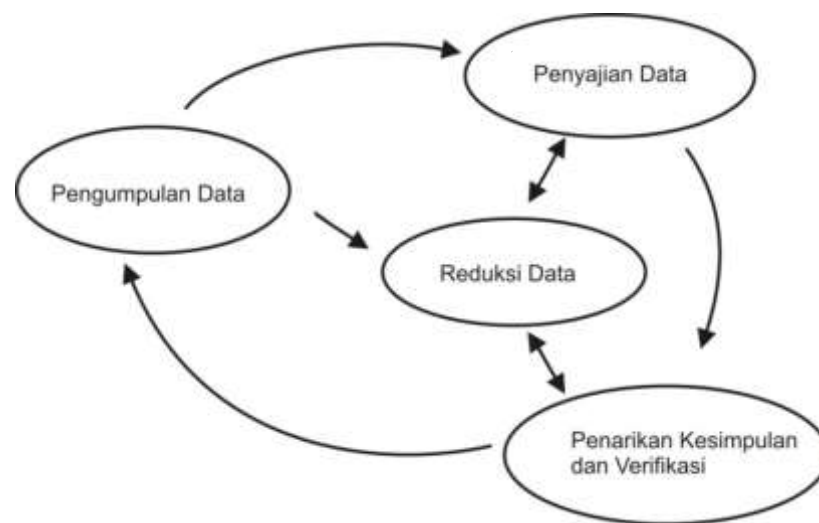 Penyajian Data
Pengumpulan Data
Reduksi Data
Penarikan Kesimpulan
dan Verifikasi